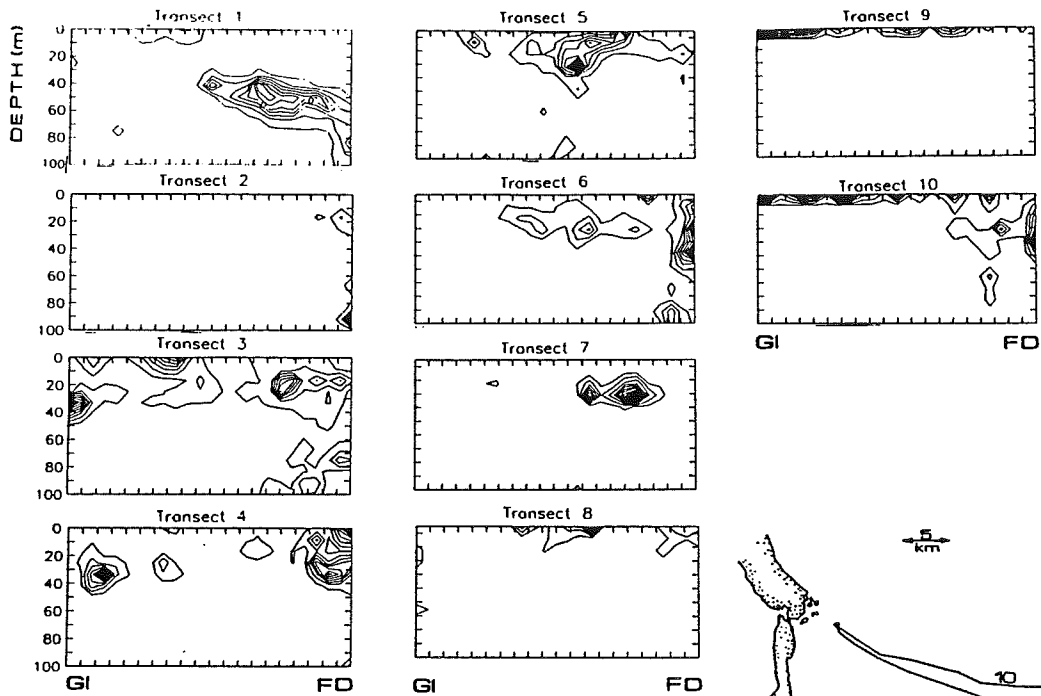 Transect 1
DEPTH (m)
0
20
40
60
80
100
Transect 2
0
20
40
60
80
100
Transect 3
0
20
40
60
80
100
Transect 4
0
20
40
60
80
100
GI FD
Transect 5
Transect 6
Transect 7
Transect 8
GI FD
Transect 9
Transect 10
GI FD
5
km
10